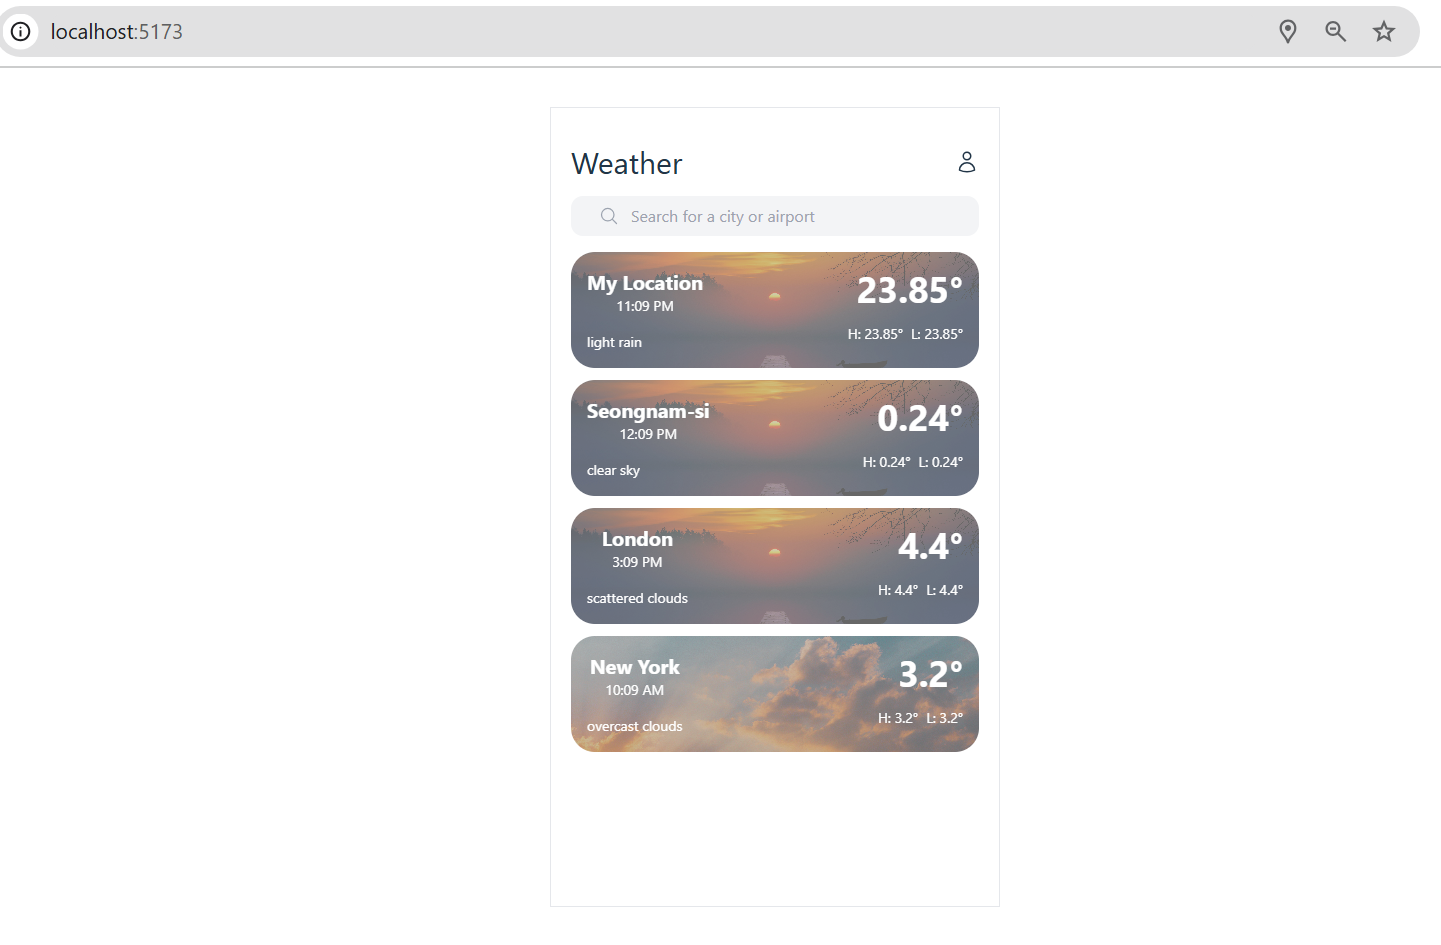 localhost:5173
Weather
Search for a city or airport
My Location
11:09 PM
light rain
23.85°
H: 23.85° L: 23.85°
Seongnam-si
12:09 PM
clear sky
0.24°
H: 0.24° L: 0.24°
London
3:09 PM
scattered clouds
4.4°
H: 4.4° L: 4.4°
New York
10:09 AM
overcast clouds
3.2°
H: 3.2° L: 3.2°